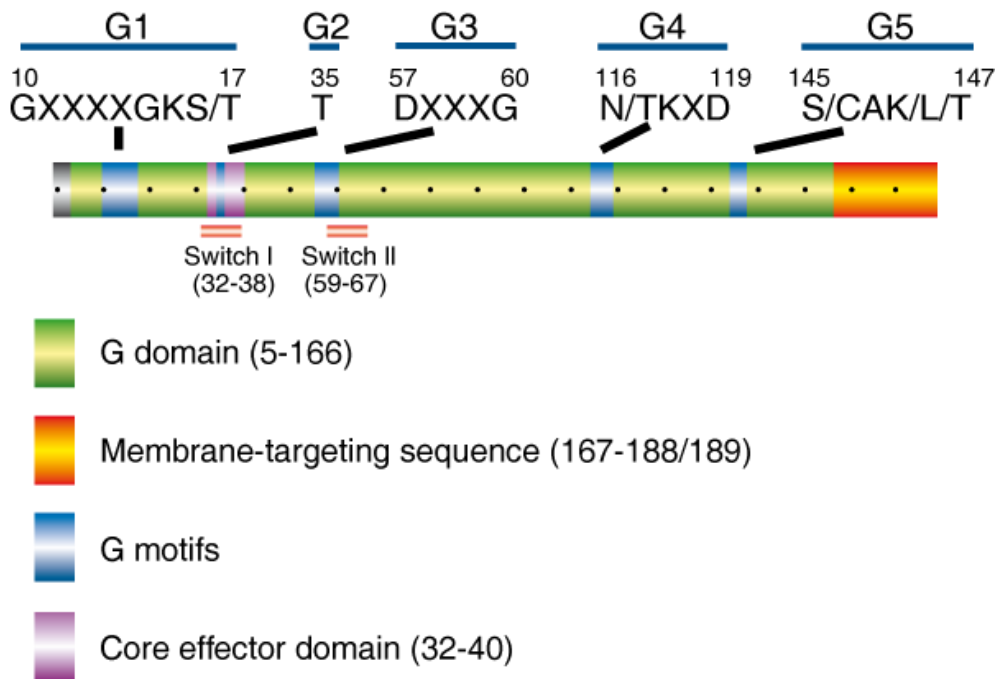 G1 G2 G3 G4 G5
10 17 35 57 60 116 119 145 147
GXXXXGKS/T T DXXXG N/TKXD S/CAK/L/T
Switch I Switch II
(32-38) (59-67)
G domain (5-166)
Membrane-targeting sequence (167-188/189)
G motifs
Core effector domain (32-40)